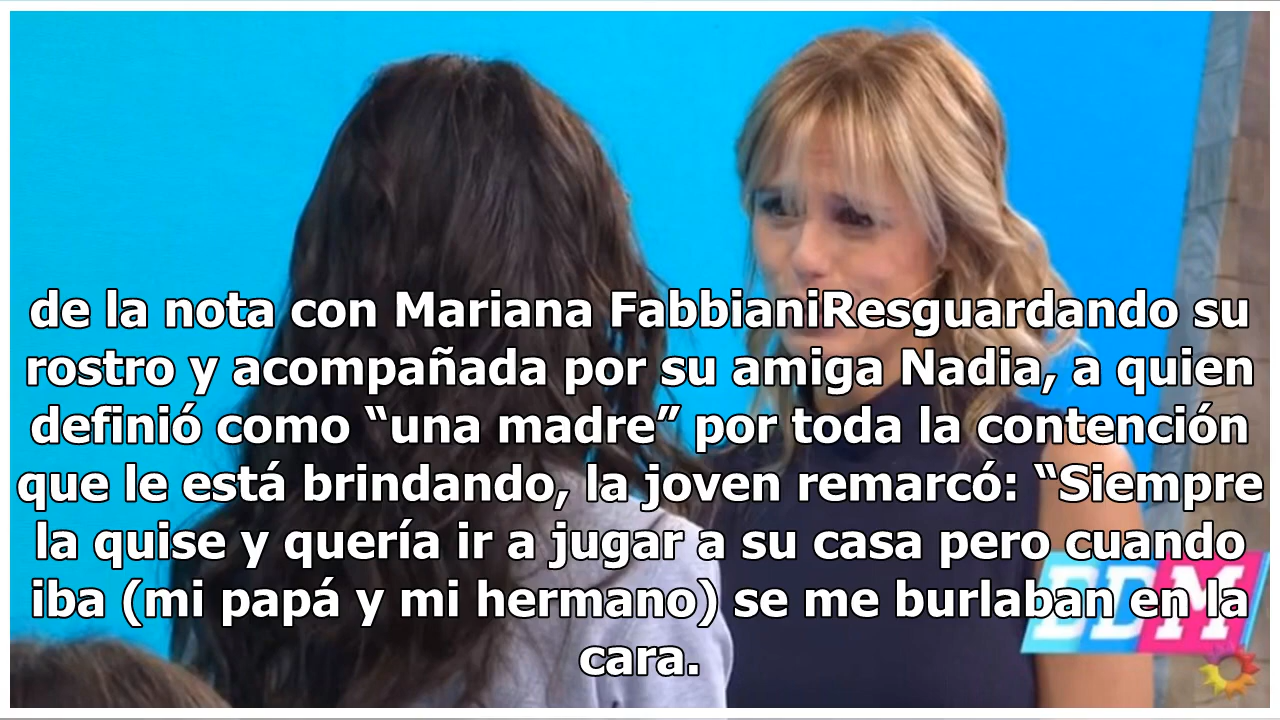 de la nota con Mariana FabbianiResguardando su
rostro y acompañada por su amiga Nadia, a quien
definió como “una madre” por toda la contención
que le está brindando, la joven remarcó: “Siempre
la quise y quería ir a jugar a su casa pero cuando
iba (mi papá y mi hermano) se me burlaban en la
cara.
EDM